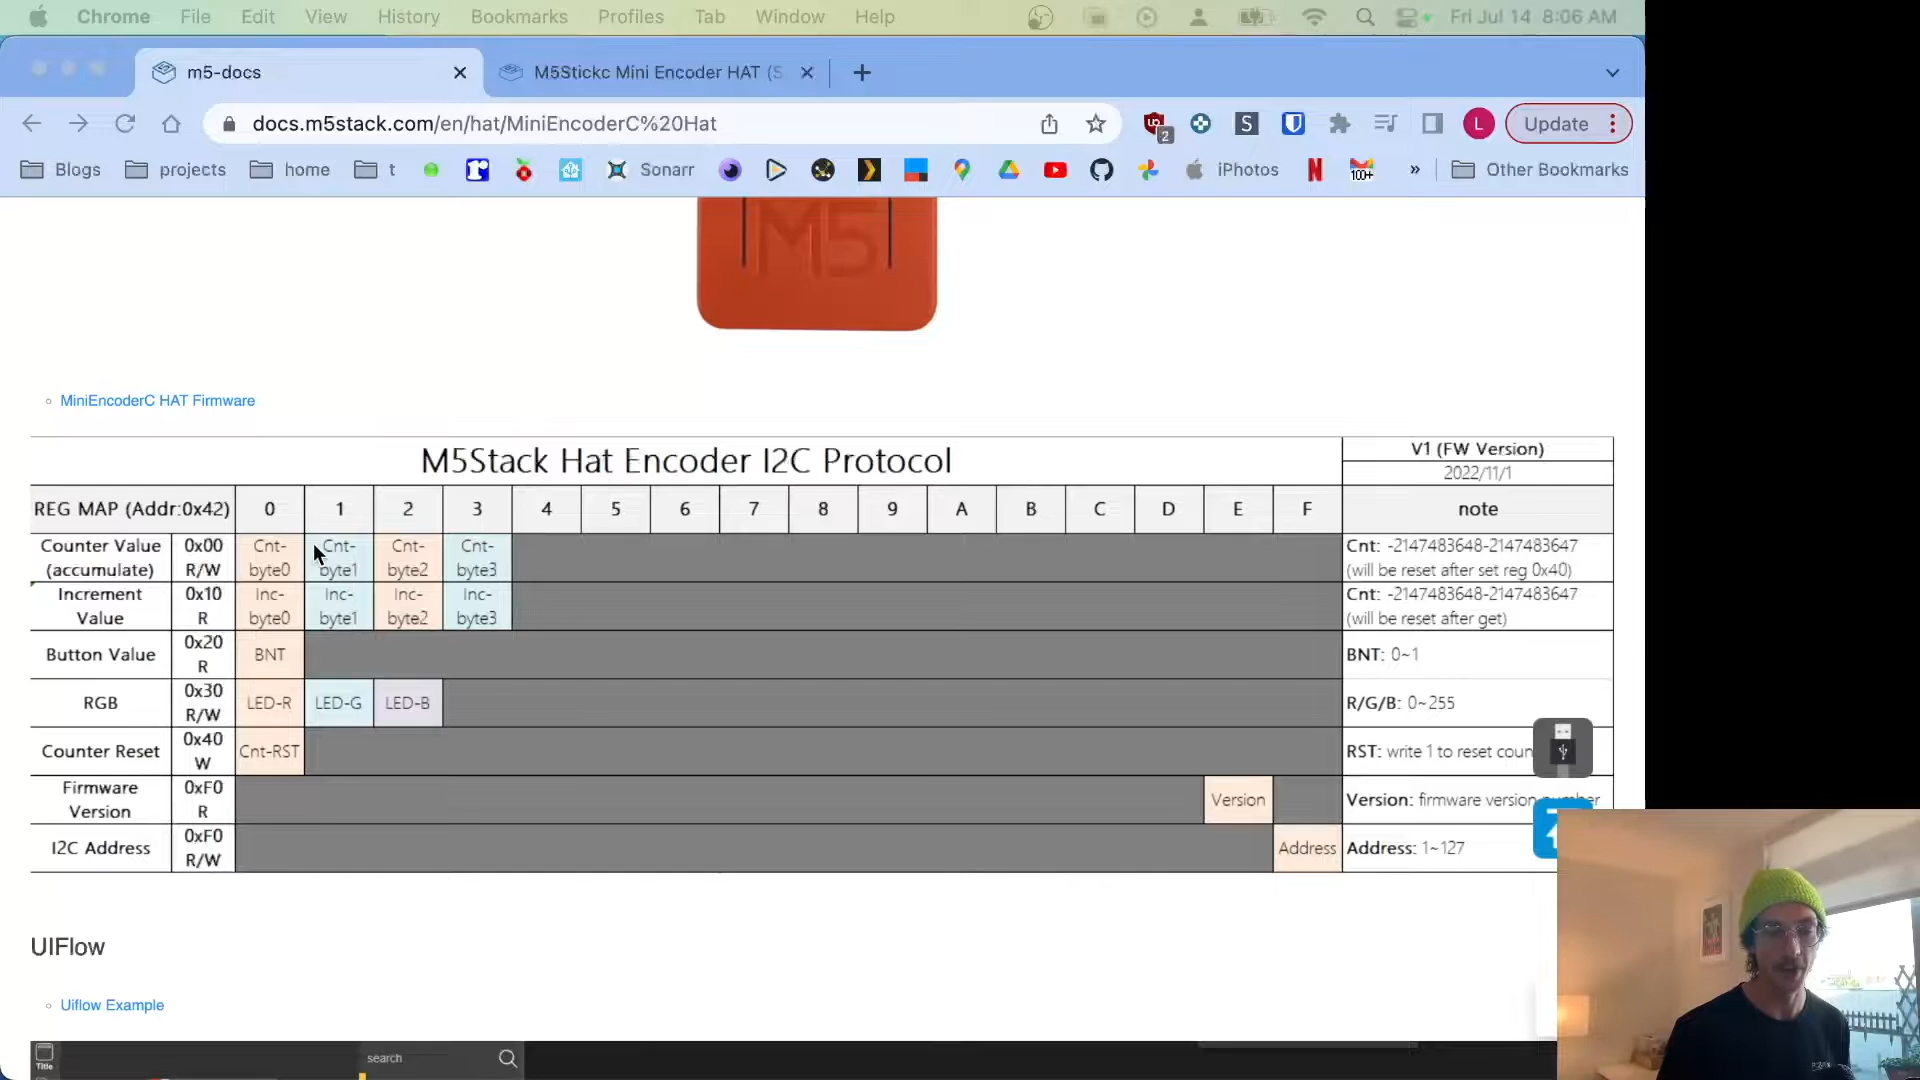 Chrome File Edit View History Bookmarks Profiles Tab Window Help Fri Jul 14 8:06 AM
m5-docs M5Stickc Mini Encoder HAT (S
docs.m5stack.com/en/hat/MiniEncoderC%20Hat 2 S L Update
Blogs projects home t Sonarr iPhotos N 100+ » Other Bookmarks
M5
MiniEncoderC HAT Firmware
M5Stack Hat Encoder I2C Protocol
V1 (FW Version)
2022/11/1
REG MAP (Addr:0x42) 0 1 2 3 4 5 6 7 8 9 A B C D E F note
Counter Value 0x00 Cnt- Cnt- Cnt- Cnt- Cnt: -2147483648-2147483647
(accumulate) R/W byte0 byte1 byte2 byte3 (will be reset after set reg 0x40)
Increment 0x10 Inc- Inc- Inc- Inc- Cnt: -2147483648-2147483647
Value R byte0 byte1 byte2 byte3 (will be reset after get)
Button Value 0x20 R BNT BNT: 0~1
RGB 0x30 R/W LED-R LED-G LED-B R/G/B: 0~255
Counter Reset 0x40 W Cnt-RST RST: write 1 to reset coun
Firmware 0xF0
Version R Version Version: firmware version number
I2C Address 0xF0 R/W Address Address: 1~127
UIFlow
Uiflow Example
Title search